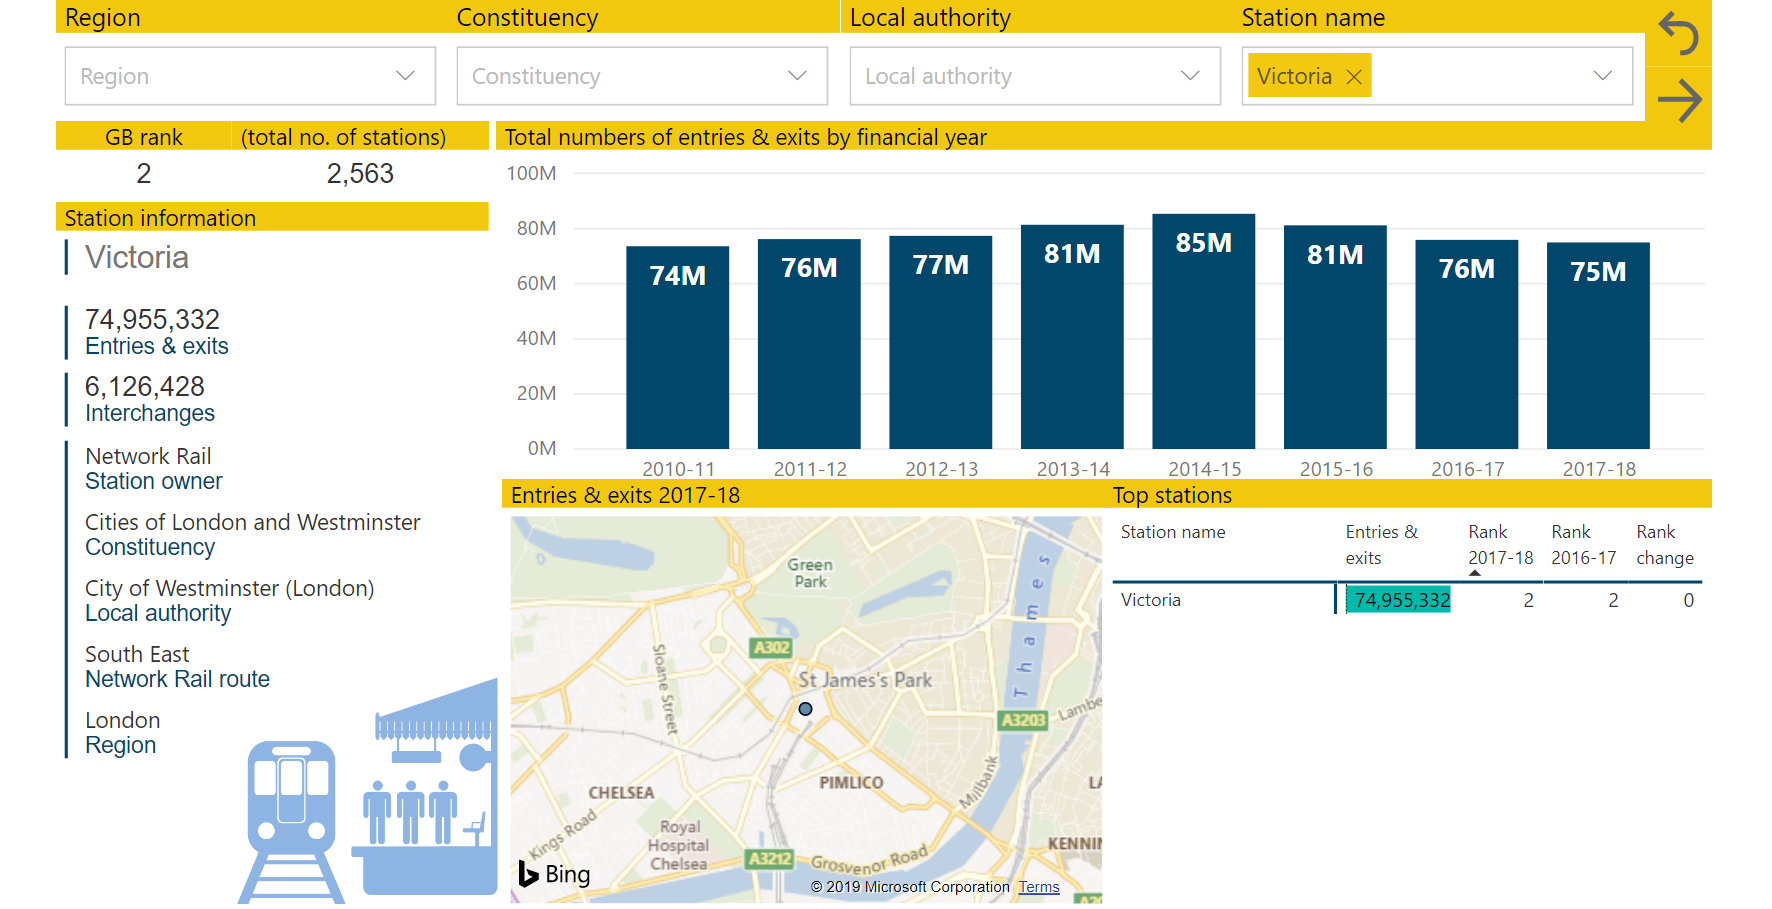 Region
Constituency
Local authority
Station name
Region
Constituency
Local authority
Victoria
GB rank
(total no. of stations)
2
2,563
Station information
Victoria
74,955,332
Entries & exits
6,126,428
Interchanges
Network Rail
Station owner
Cities of London and Westminster
Constituency
City of Westminster (London)
Local authority
South East
Network Rail route
London
Region
Total numbers of entries & exits by financial year
100M
80M
60M
40M
20M
0M
74M
76M
77M
81M
85M
81M
76M
75M
2010-11
2011-12
2012-13
2013-14
2014-15
2015-16
2016-17
2017-18
Entries & exits 2017-18
Green
Park
Thames
A302
Sloane Street
St James's Park
A3203
Lambe
CHELSEA
PIMLICO
Millbank
LA
Kings Road
Royal
Hospital
Chelsea
A3212
Grosvenor Road
KENNIN
Bing
© 2019 Microsoft Corporation Terms
Top stations
Station name
Entries &
exits
Rank
2017-18
Rank
2016-17
Rank
change
Victoria
74,955,332
2
2
0